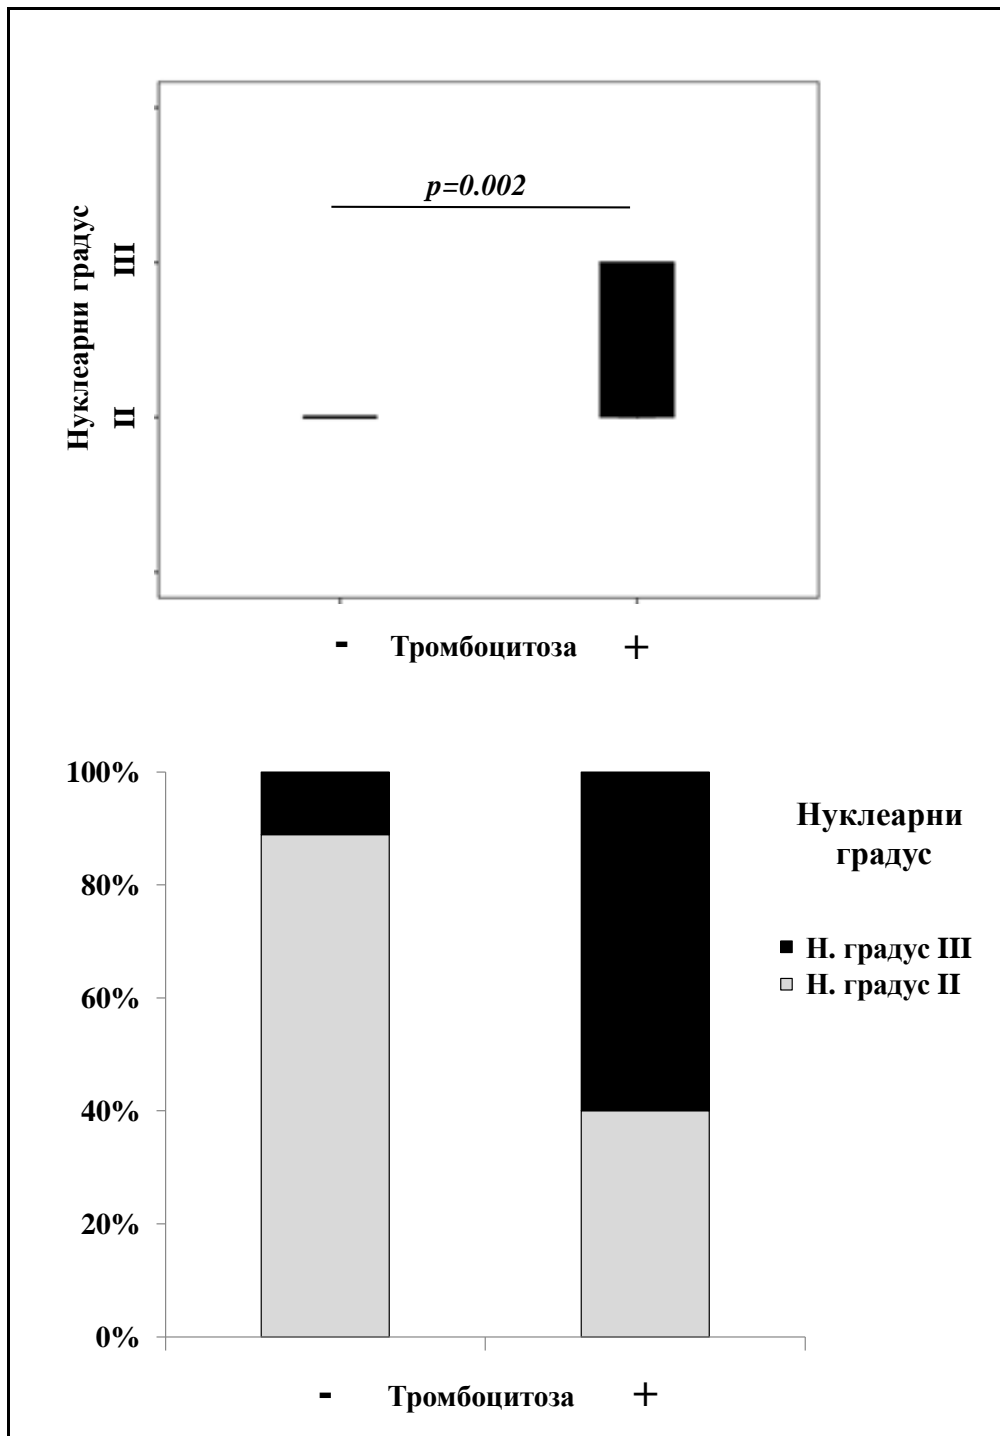 p=0.002
Нуклеарни градус
III
II
- Тромбоцитоза +
100%
80%
60%
40%
20%
0%
Нуклеарни
градус
Н. градус III
Н. градус II
- Тромбоцитоза +